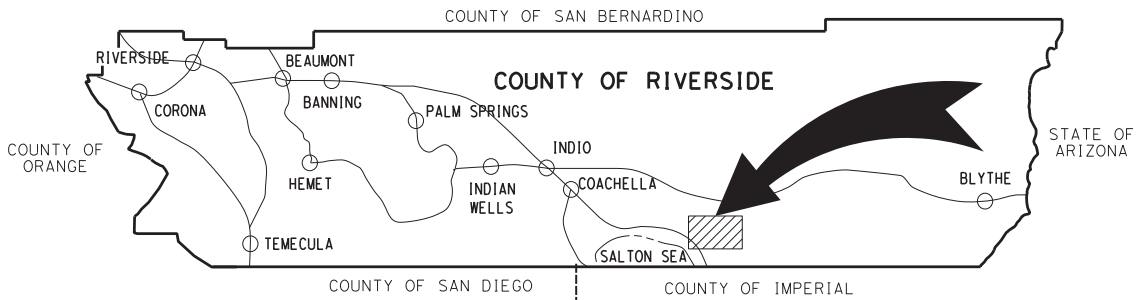 COUNTY OF SAN BERNARDINO
RIVERSIDE
BEAUMONT
COUNTY OF RIVERSIDE
BANNING
CORONA
PALM SPRINGS
COUNTY OF
ORANGE
STATE OF
ARIZONA
INDIO
HEMET
INDIAN
WELLS
COACHELLA
BLYTHE
TEMECULA
SALTON SEA
COUNTY OF SAN DIEGO
COUNTY OF IMPERIAL